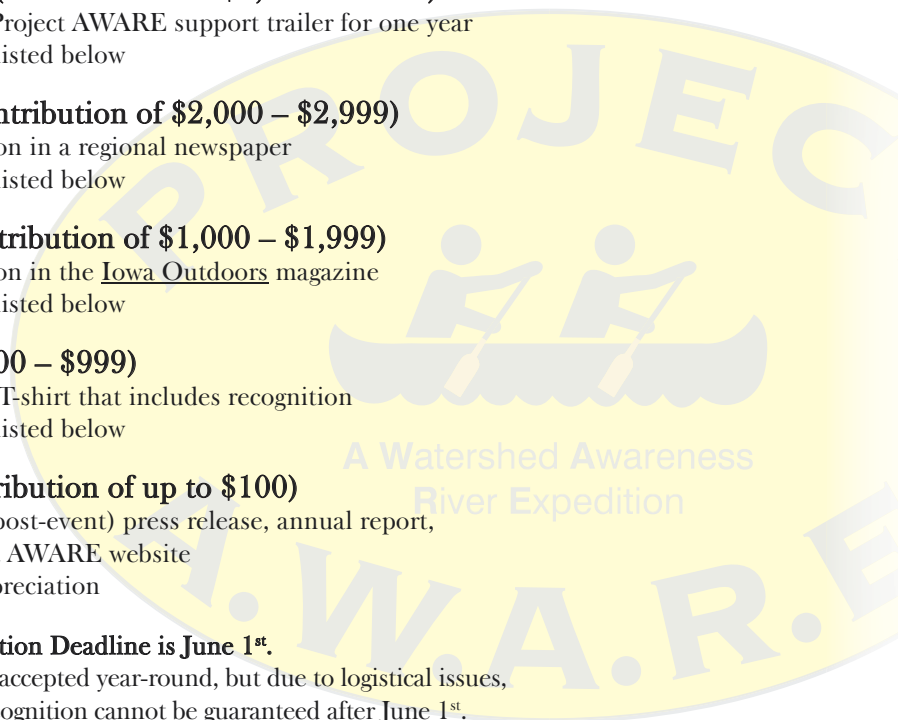 Project AWARE support trailer for one year
listed below
ntribution of $2,000 – $2,999)
on in a regional newspaper
listed below
tribution of $1,000 – $1,999)
on in the Iowa Outdoors magazine
listed below
00 – $999)
T-shirt that includes recognition
listed below
ribution of up to $100)
post-event) press release, annual report,
AWARE website
preciation
tion Deadline is June 1st.
accepted year-round, but due to logistical issues,
ognition cannot be guaranteed after June 1st.
PROJEC
A Watershed Awareness
River Expedition
A.W.A.R.E